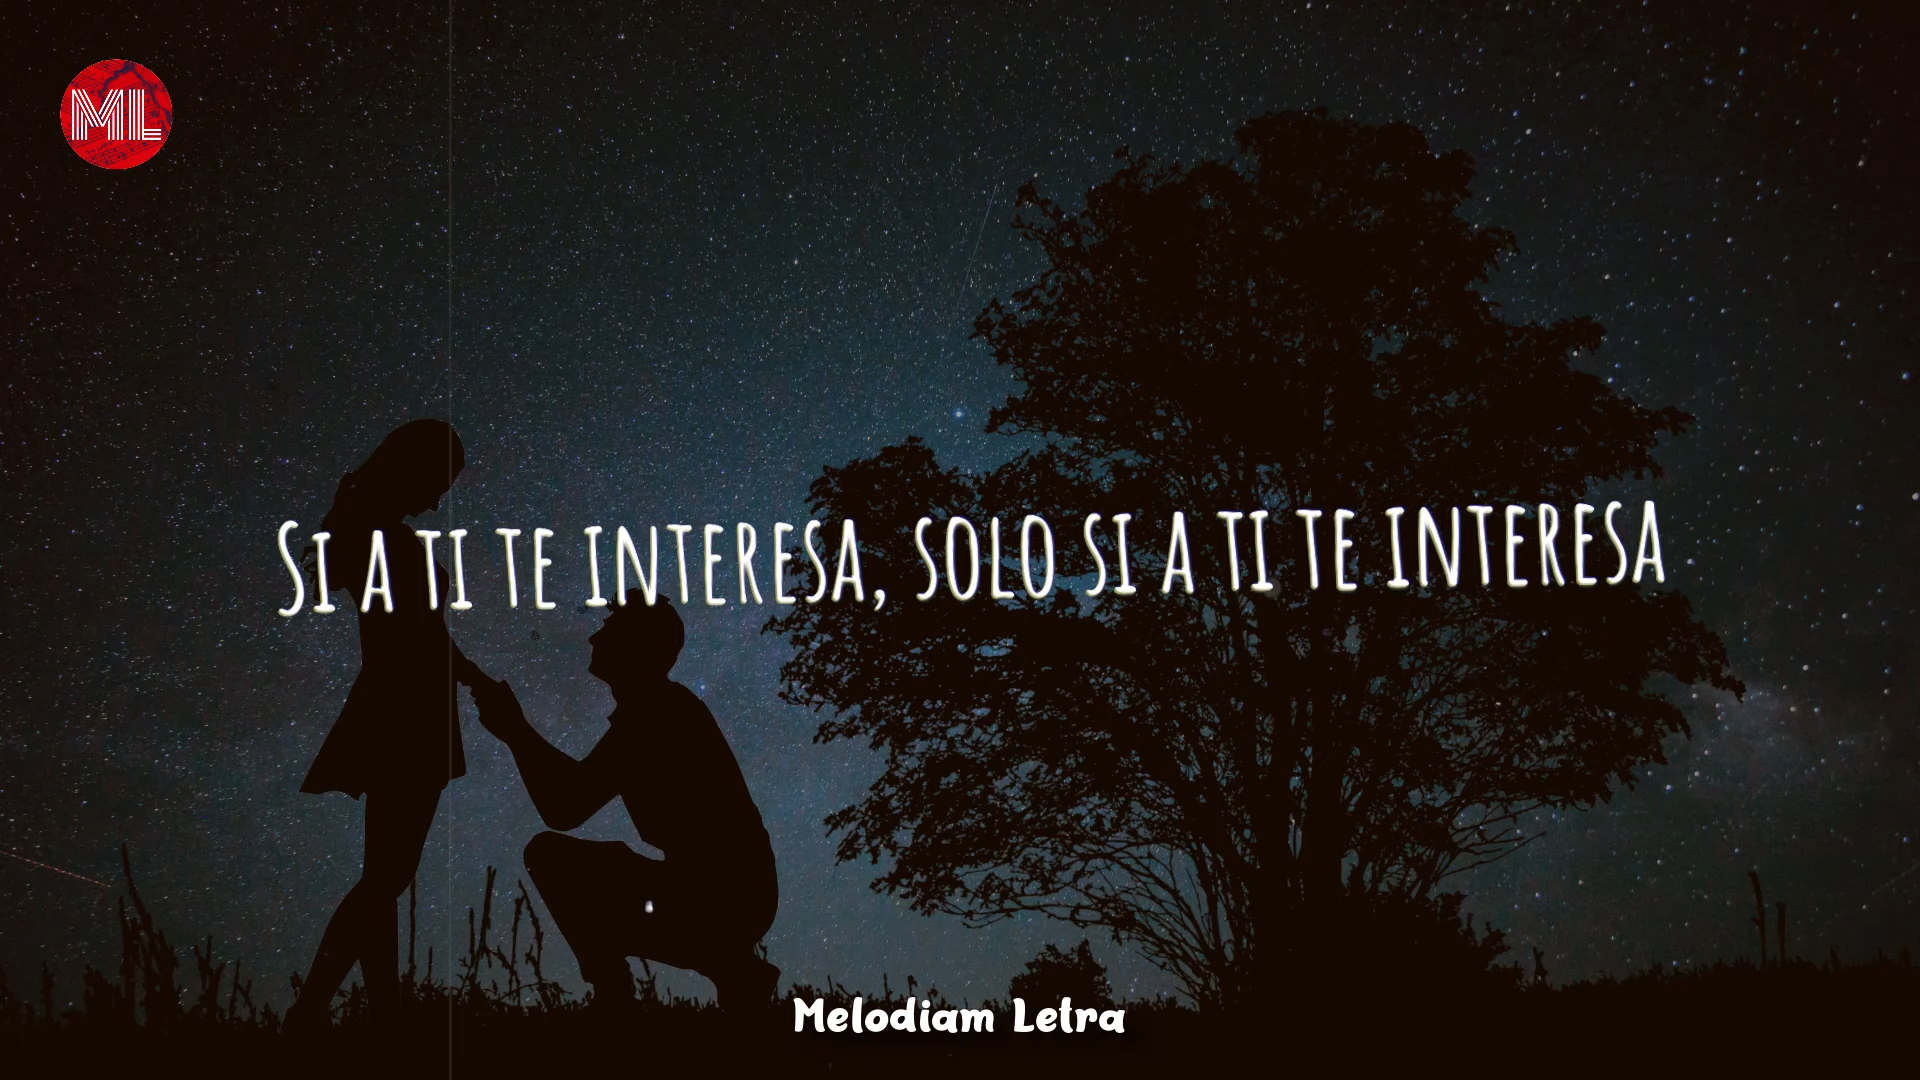 ML
Si a ti te interesa, solo si a ti te interesa
Melodiam Letra